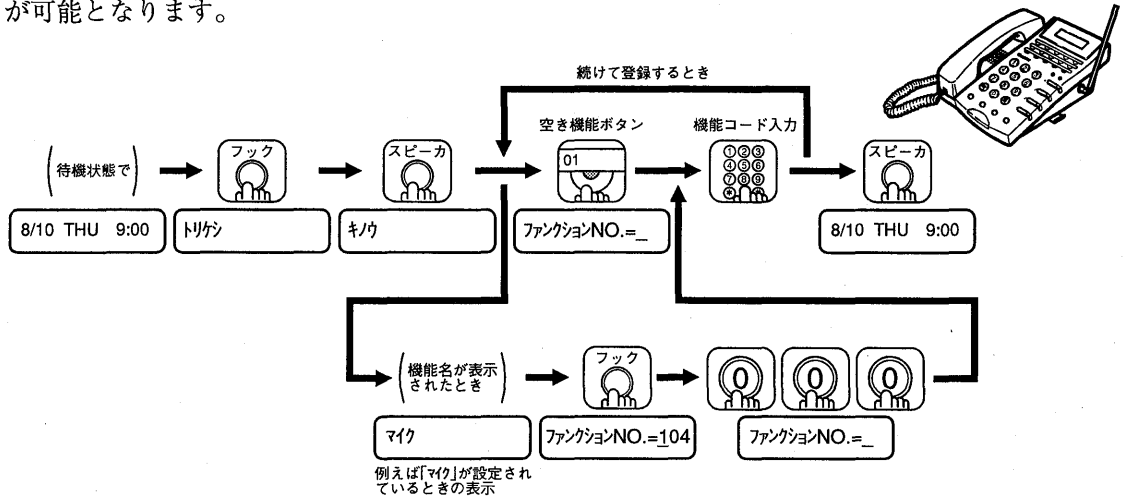 が可能となります。
続けて登録するとき
空き機能ボタン
機能コード入力
(待機状態で)
フック
スピーカ
01
①②③
④⑤⑥
⑦⑧⑨
スピーカ
8/10 THU 9:00
ﾄﾘｹｼ
ｷﾉｳ
ﾌｧﾝｸｼｮﾝNO.=_
8/10 THU 9:00
(機能名が表示
されたとき)
フック
0
0
0
ﾏｲｸ
ﾌｧﾝｸｼｮﾝNO.=104
ﾌｧﾝｸｼｮﾝNO.=_
例えば｢ﾏｲｸ｣が設定され
ているときの表示